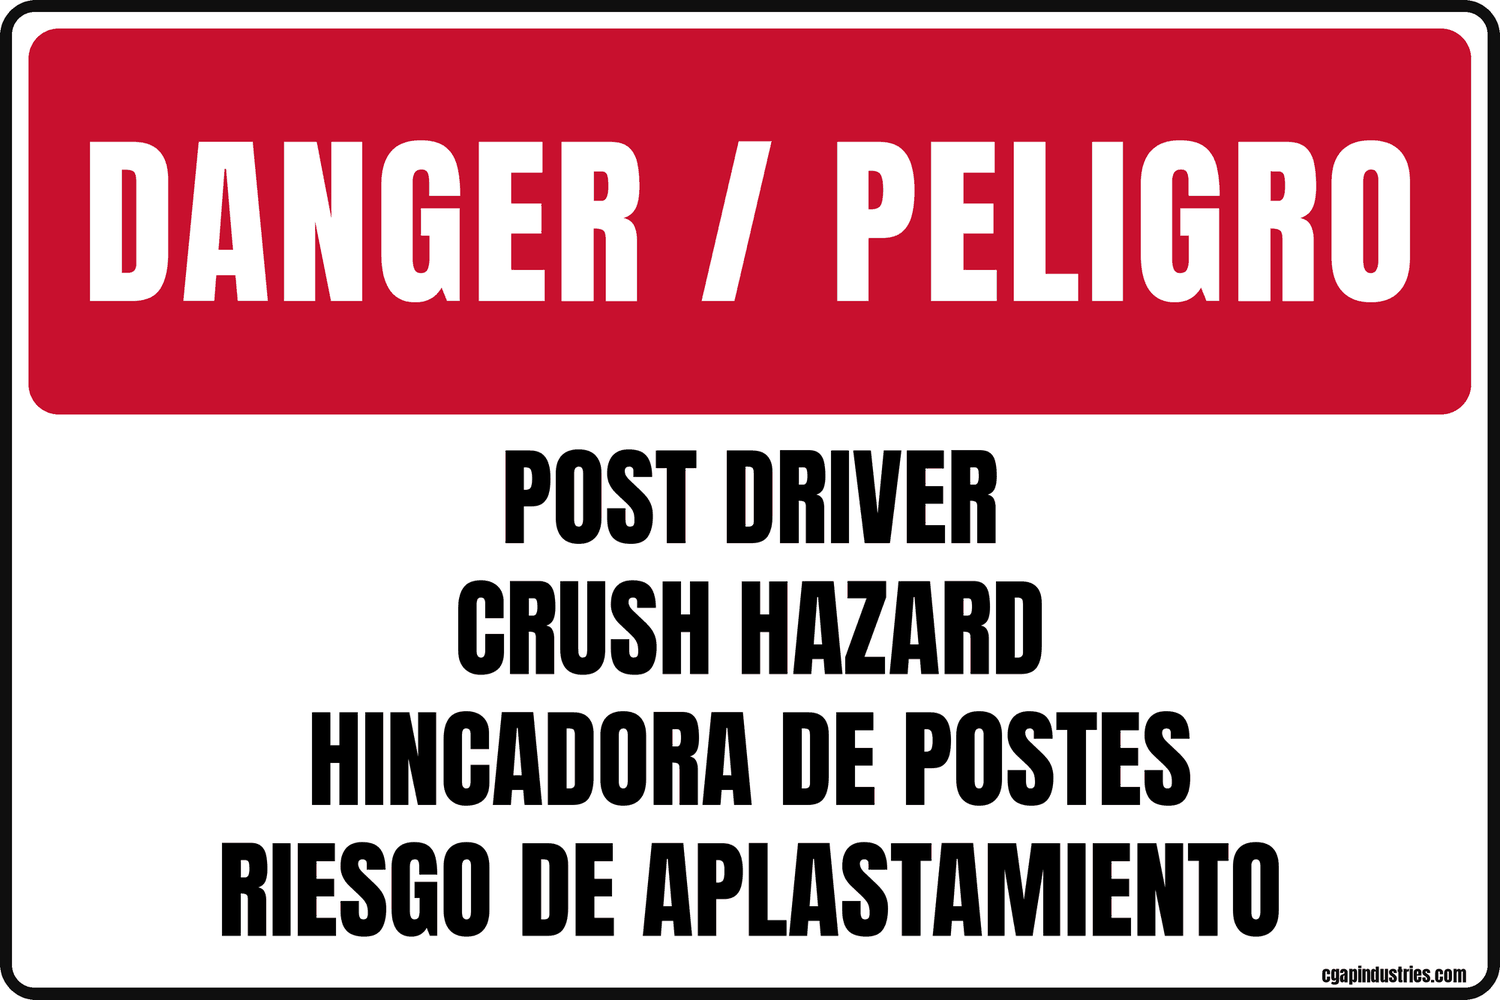 DANGER / PELIGRO
POST DRIVER
CRUSH HAZARD
HINCADORA DE POSTES
RIESGO DE APLASTAMIENTO
cgapindustries.com